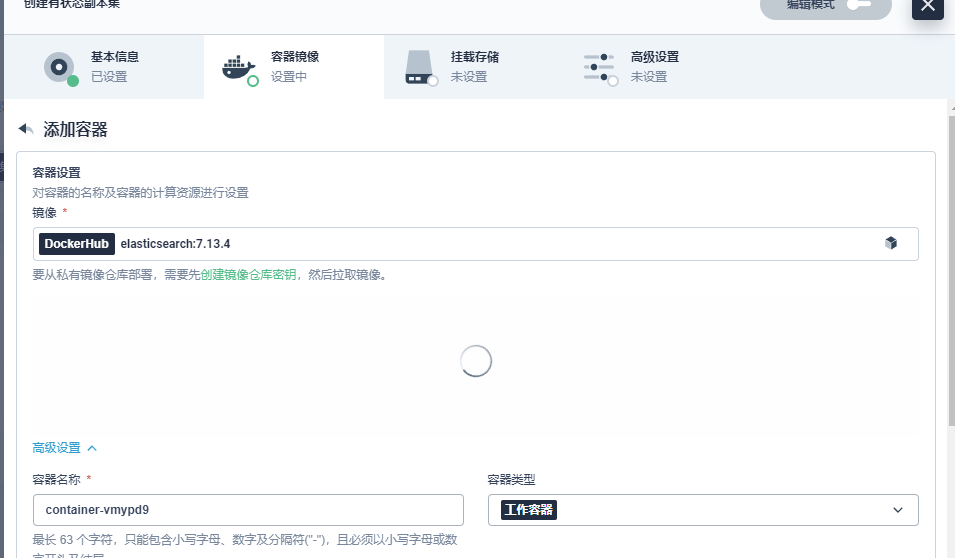 创建有状态副本集
编辑模式
基本信息
已设置
容器镜像
设置中
挂载存储
未设置
高级设置
未设置
添加容器
容器设置
对容器的名称及容器的计算资源进行设置
镜像 *
DockerHub elasticsearch:7.13.4
要从私有镜像仓库部署，需要先创建镜像仓库密钥，然后拉取镜像。
高级设置
容器名称 *
容器类型
container-vmypd9
工作容器
最长 63 个字符，只能包含小写字母、数字及分隔符("-")，且必须以小写字母或数
字开头及结尾